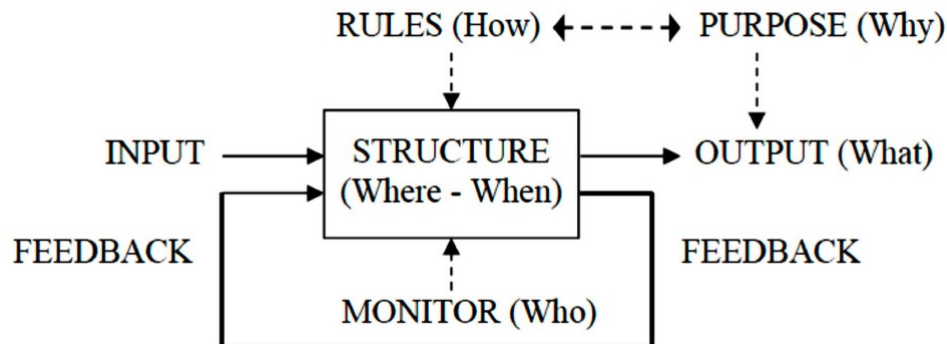 RULES (How)
PURPOSE (Why)
INPUT
STRUCTURE
(Where - When)
OUTPUT (What)
FEEDBACK
FEEDBACK
MONITOR (Who)